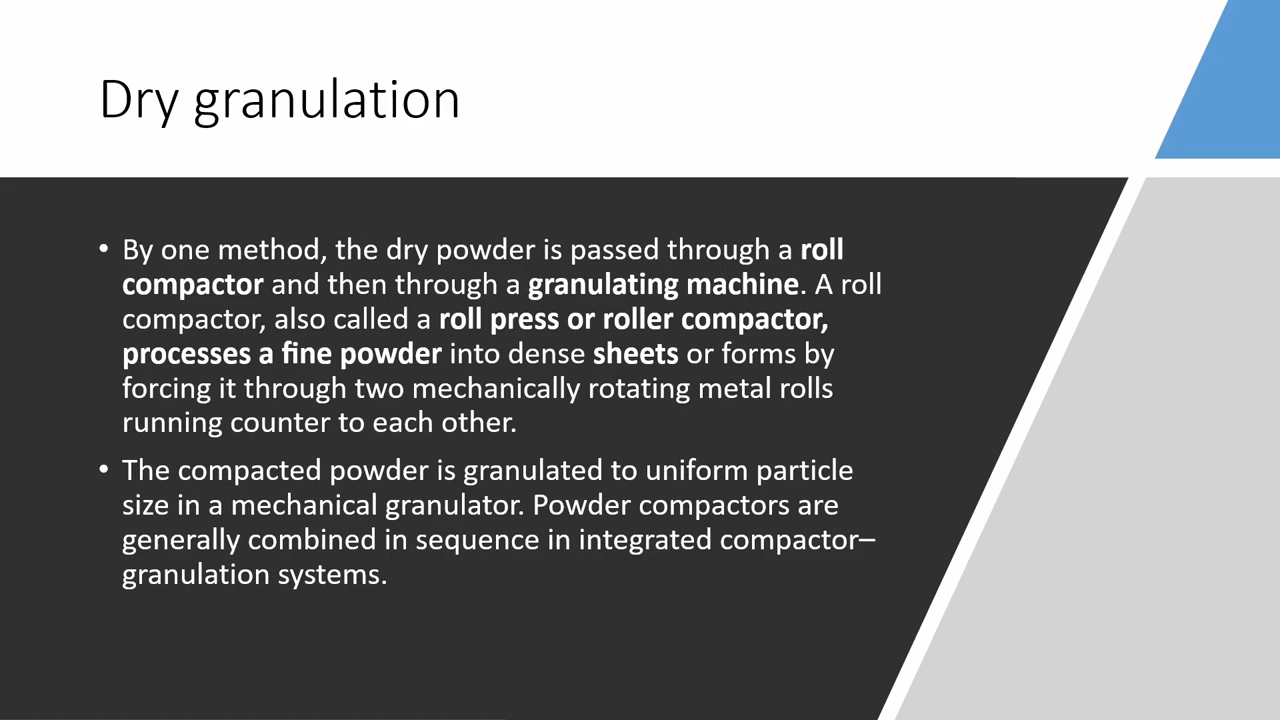 Dry granulation
• By one method, the dry powder is passed through a roll
compactor and then through a granulating machine. A roll
compactor, also called a roll press or roller compactor,
processes a fine powder into dense sheets or forms by
forcing it through two mechanically rotating metal rolls
running counter to each other.
• The compacted powder is granulated to uniform particle
size in a mechanical granulator. Powder compactors are
generally combined in sequence in integrated compactor–
granulation systems.